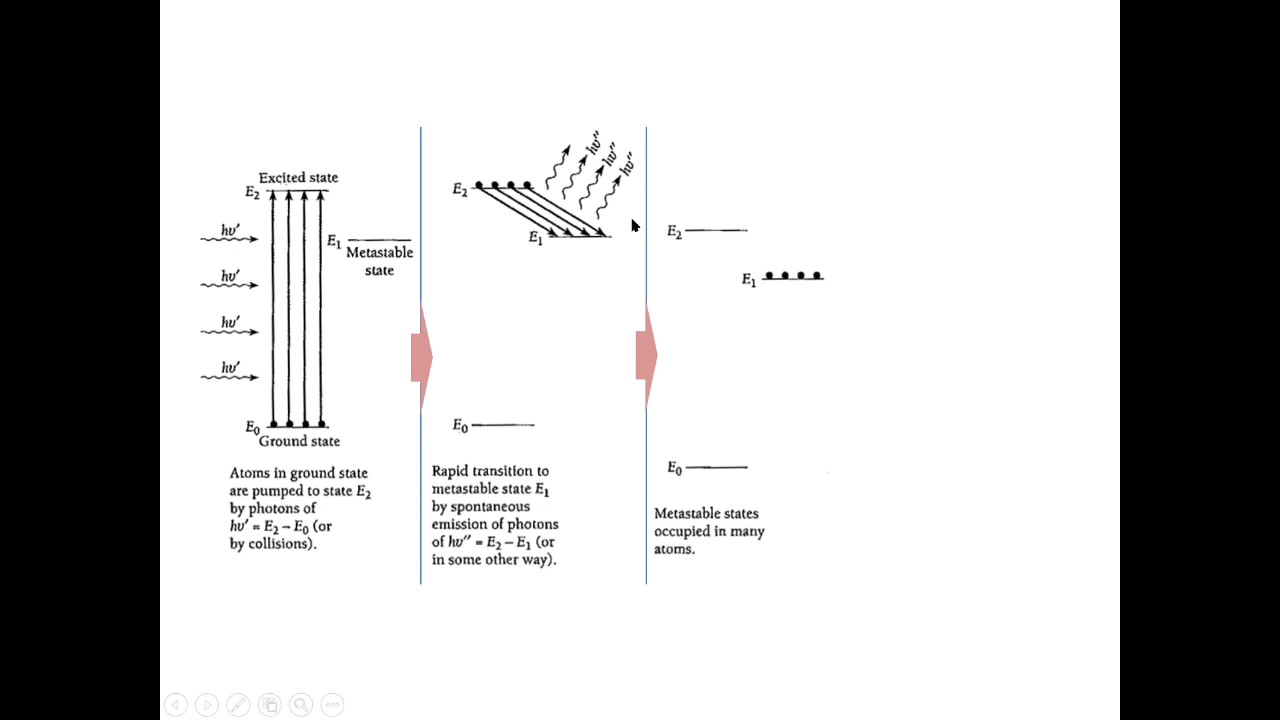 Excited state
E2
hν'
hν'
hν'
hν'
E1
Metastable
state
E0
Ground state
Atoms in ground state
are pumped to state E2
by photons of
hν' = E2 − E0 (or
by collisions).
hν''
hν''
hν''
E2
E1
E0
Rapid transition to
metastable state E1
by spontaneous
emission of photons
of hν'' = E2 − E1 (or
in some other way).
E2
E1
E0
Metastable states
occupied in many
atoms.